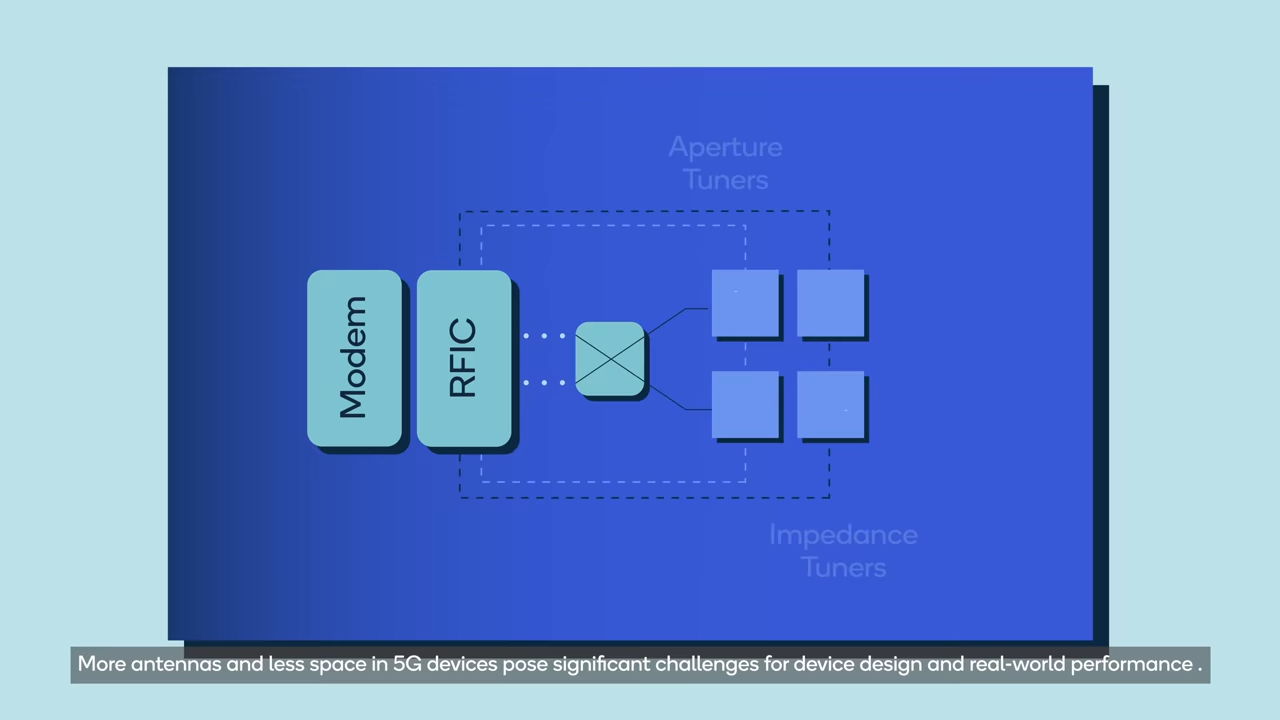 Aperture
Tuners
Modem
RFIC
Impedance
Tuners
More antennas and less space in 5G devices pose significant challenges for device design and real-world performance .